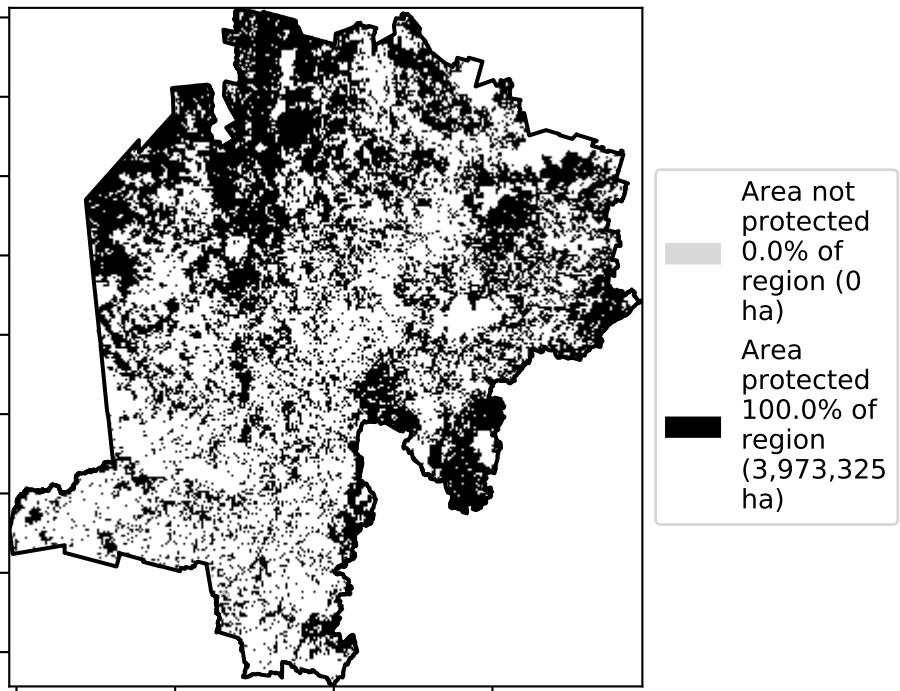 Area not
protected
0.0% of
region (0
ha)
Area
protected
100.0% of
region
(3,973,325
ha)